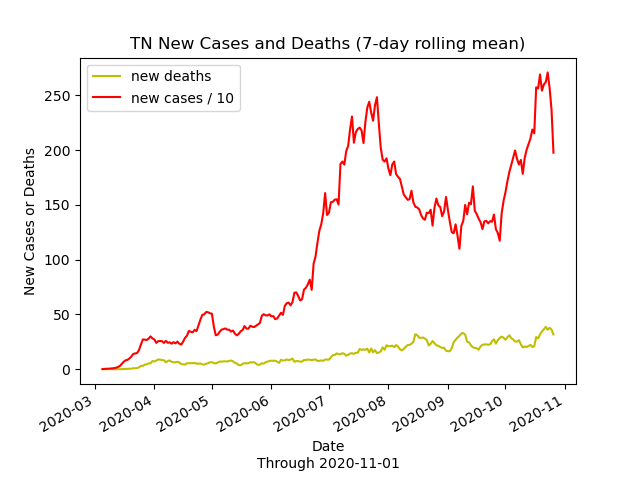 TN New Cases and Deaths (7-day rolling mean)
new deaths
new cases / 10
250
200
150
100
50
0
New Cases or Deaths
2020-03
2020-04
2020-05
2020-06
2020-07
2020-08
2020-09
2020-10
2020-11
Date
Through 2020-11-01